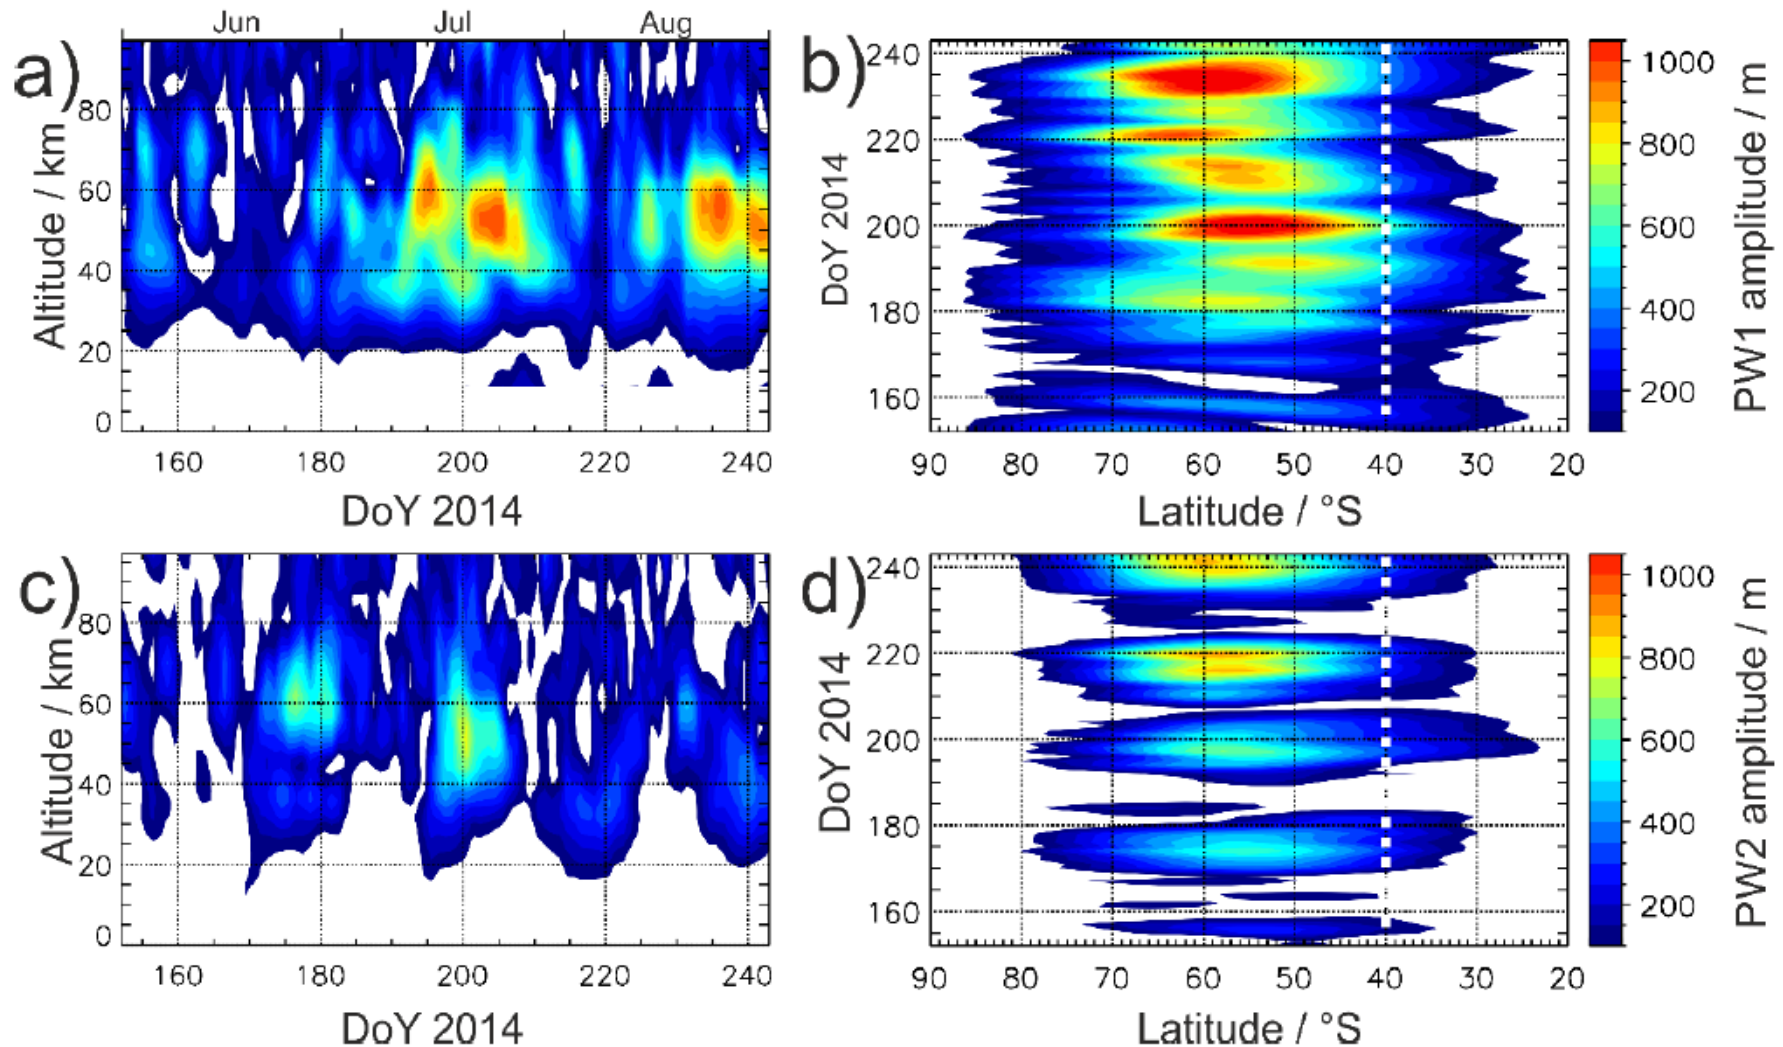 Jun Jul Aug
a)
80
60
40
20
0
Altitude / km
160 180 200 220 240
DoY 2014
b)
240
220
200
180
160
DoY 2014
90 80 70 60 50 40 30 20
Latitude / °S
1000
800
600
400
200
PW1 amplitude / m
c)
80
60
40
20
0
Altitude / km
160 180 200 220 240
DoY 2014
d)
240
220
200
180
160
DoY 2014
90 80 70 60 50 40 30 20
Latitude / °S
1000
800
600
400
200
PW2 amplitude / m